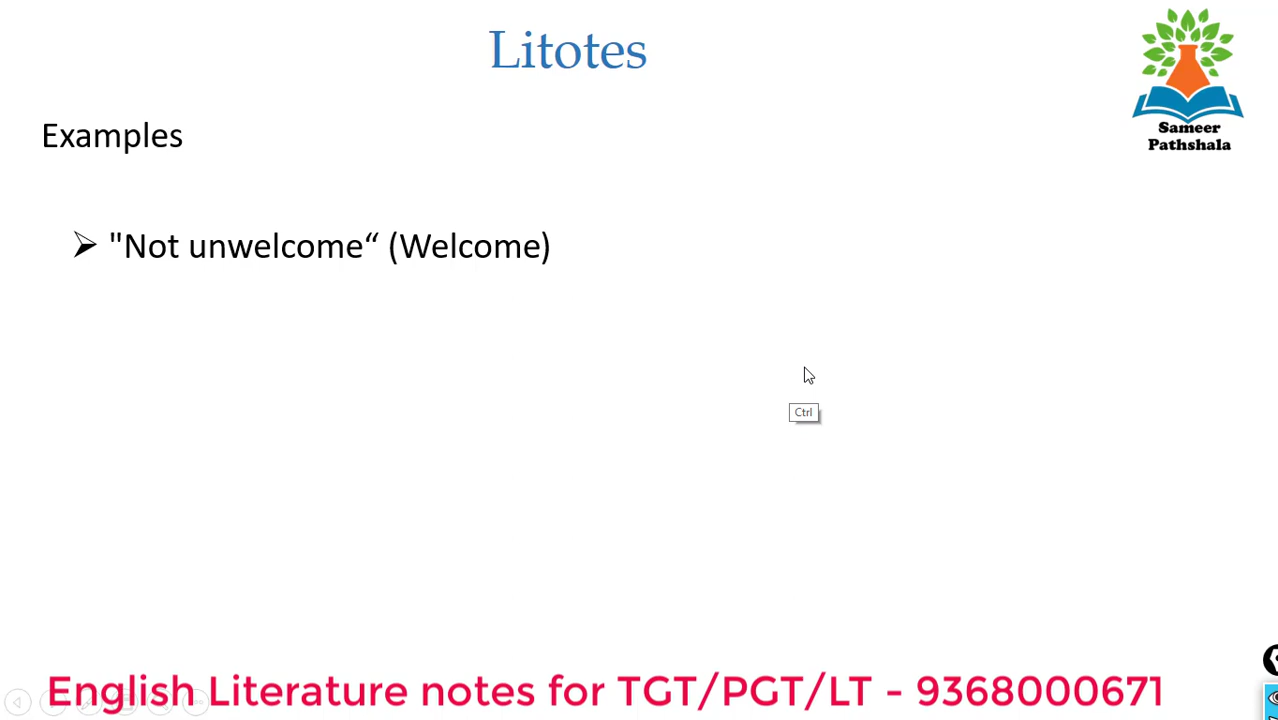 Litotes
Sameer
Pathshala
Examples
➢ "Not unwelcome“ (Welcome)
Ctrl
English Literature notes for TGT/PGT/LT - 9368000671